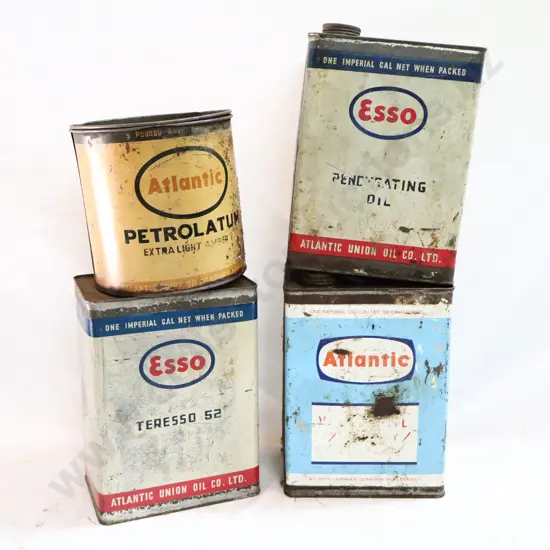 5 POUNDS
Atlantic
PETROLATUM
EXTRA LIGHT AMBER
ONE IMPERIAL GAL NET WHEN PACKED
Esso
PENETRATING
OIL
ATLANTIC UNION OIL CO. LTD.
ONE IMPERIAL GAL NET WHEN PACKED
Esso
TERESSO 52
ATLANTIC UNION OIL CO. LTD.
Atlantic